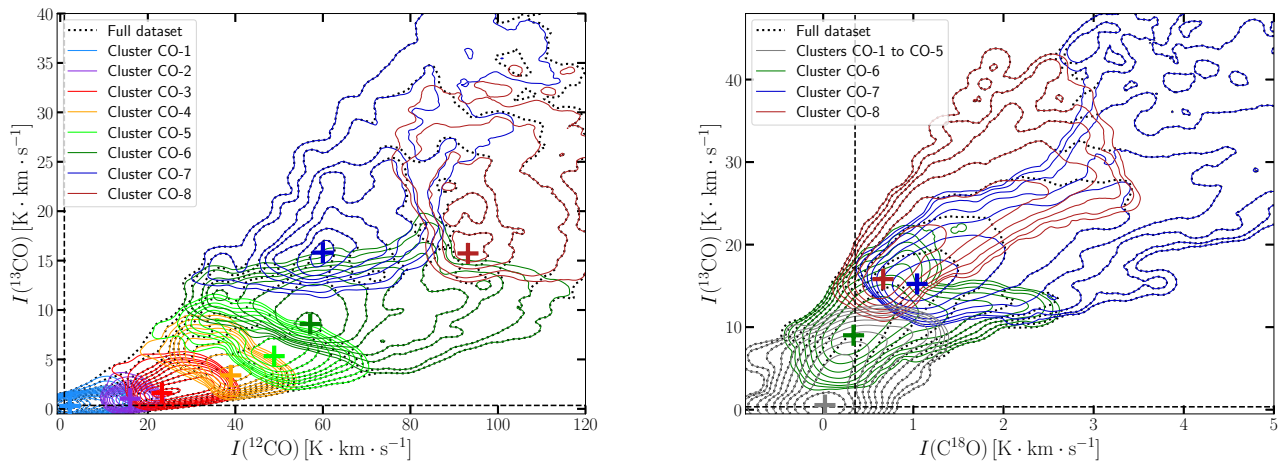 Full dataset
Cluster CO-1
Cluster CO-2
Cluster CO-3
Cluster CO-4
Cluster CO-5
Cluster CO-6
Cluster CO-7
Cluster CO-8
40
35
30
25
20
15
10
5
0
I(¹³CO) [K · km · s⁻¹]
0 20 40 60 80 100 120
I(¹²CO) [K · km · s⁻¹]
Full dataset
Clusters CO-1 to CO-5
Cluster CO-6
Cluster CO-7
Cluster CO-8
40
30
20
10
0
I(¹³CO) [K · km · s⁻¹]
0 1 2 3 4 5
I(C¹⁸O) [K · km · s⁻¹]